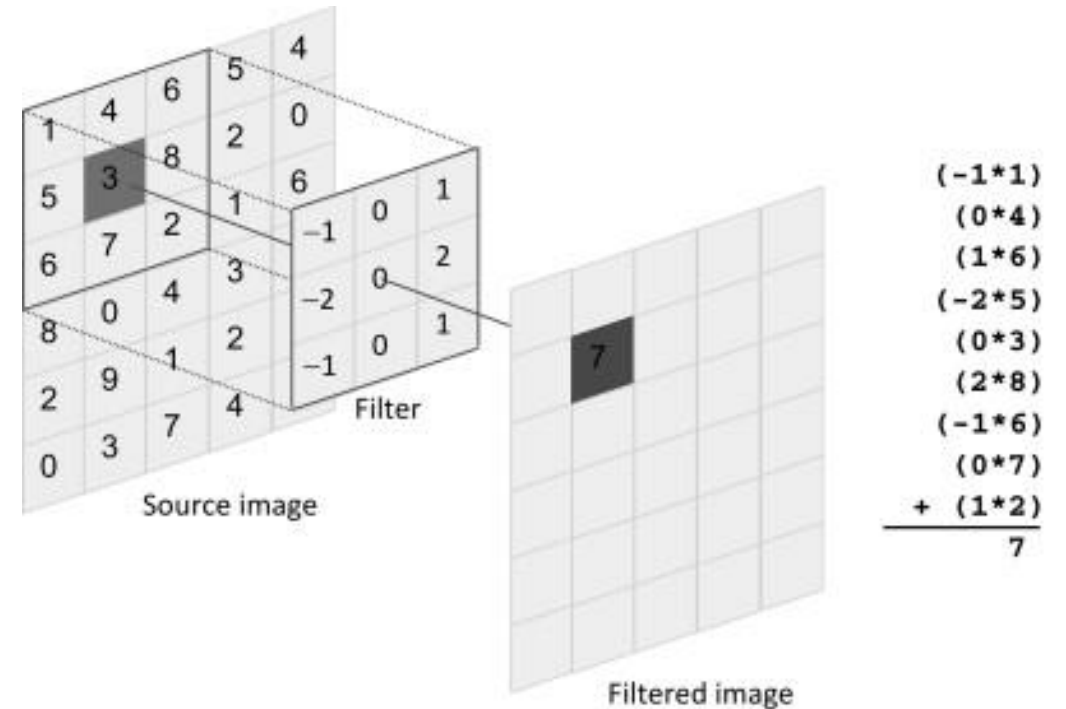 1 4 6 5 4
5 3 8 2 0
6 7 2 1 6
8 0 4 3
2 9 1 2
0 3 7 4
Source image
−1 0 1
−2 0 2
−1 0 1
Filter
7
Filtered image
(-1*1)
(0*4)
(1*6)
(-2*5)
(0*3)
(2*8)
(-1*6)
(0*7)
+ (1*2)
7